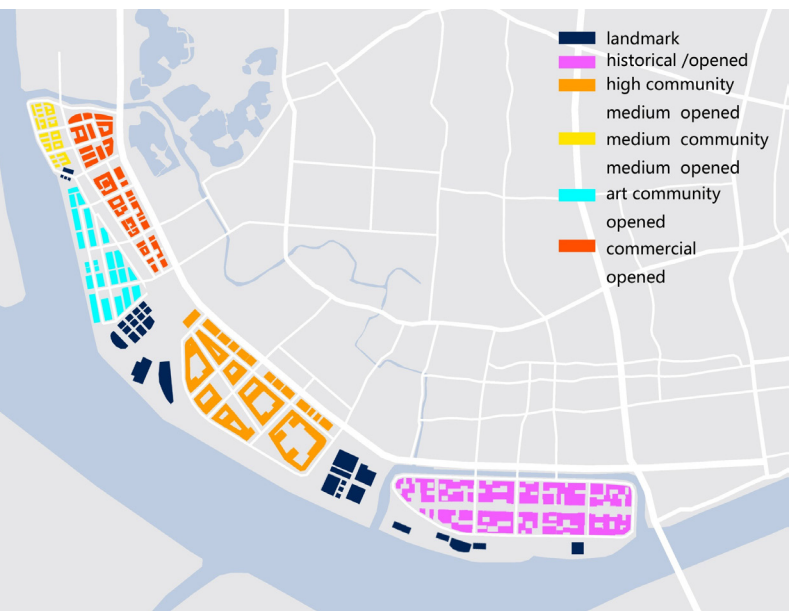 landmark
historical /opened
high community
medium opened
medium community
medium opened
art community
opened
commercial
opened